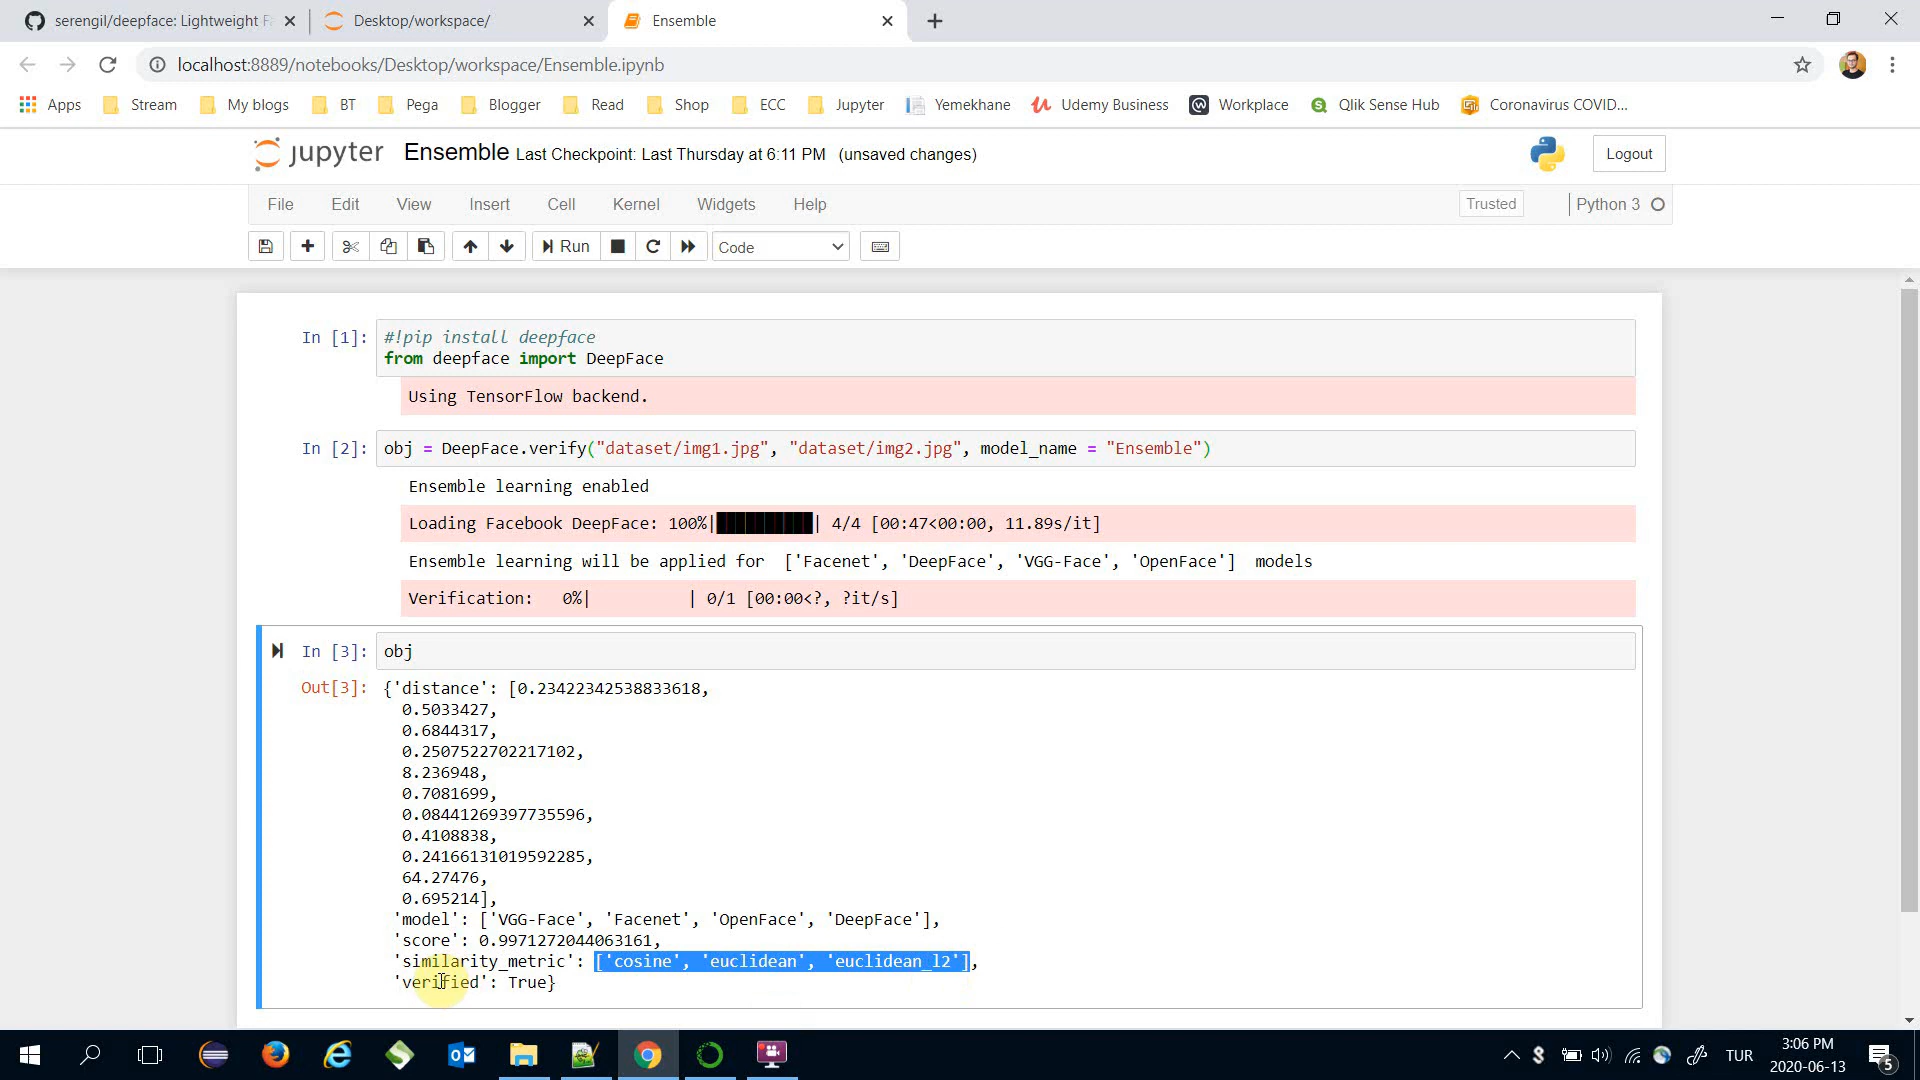 serengil/deepface: Lightweight F
Desktop/workspace/
Ensemble
localhost:8889/notebooks/Desktop/workspace/Ensemble.ipynb
Apps Stream My blogs BT Pega Blogger Read Shop ECC Jupyter Yemekhane Udemy Business Workplace Qlik Sense Hub Coronavirus COVID...
jupyter Ensemble Last Checkpoint: Last Thursday at 6:11 PM (unsaved changes) Logout
File Edit View Insert Cell Kernel Widgets Help Trusted Python 3
Run Code
In [1]: #!pip install deepface
from deepface import DeepFace
Using TensorFlow backend.
In [2]: obj = DeepFace.verify("dataset/img1.jpg", "dataset/img2.jpg", model_name = "Ensemble")
Ensemble learning enabled
Loading Facebook DeepFace: 100%|██████████| 4/4 [00:47<00:00, 11.89s/it]
Ensemble learning will be applied for ['Facenet', 'DeepFace', 'VGG-Face', 'OpenFace'] models
Verification: 0%| | 0/1 [00:00<?, ?it/s]
In [3]: obj
Out[3]: {'distance': [0.23422342538833618,
0.5033427,
0.6844317,
0.2507522702217102,
8.236948,
0.7081699,
0.08441269397735596,
0.4108838,
0.24166131019592285,
64.27476,
0.695214],
'model': ['VGG-Face', 'Facenet', 'OpenFace', 'DeepFace'],
'score': 0.9971272044063161,
'similarity_metric': ['cosine', 'euclidean', 'euclidean_l2'],
'verified': True}
TUR
3:06 PM
2020-06-13
5